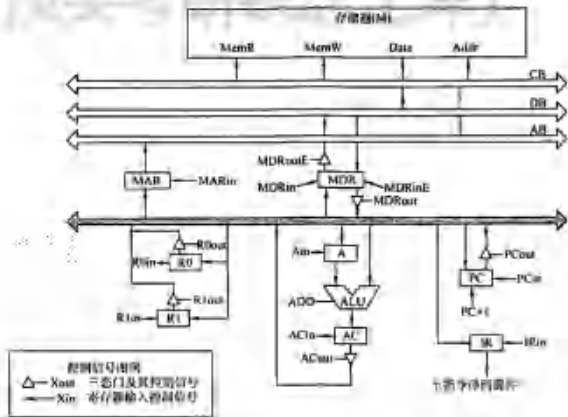 存储器(M)
MemR MemW Data Addr
CB
DB
AB
MDRoutE
MAR MARin MDRin MDR MDRinE
MDRout
R0out
R0in R0
R1out
R1in R1
Ain A
ADD ALU
ACin AC
ACout
PCout
PC PCin
PC+1
IR IRin
控制信号图例
Xout 三态门及其控制信号
Xin 寄存器输入控制信号